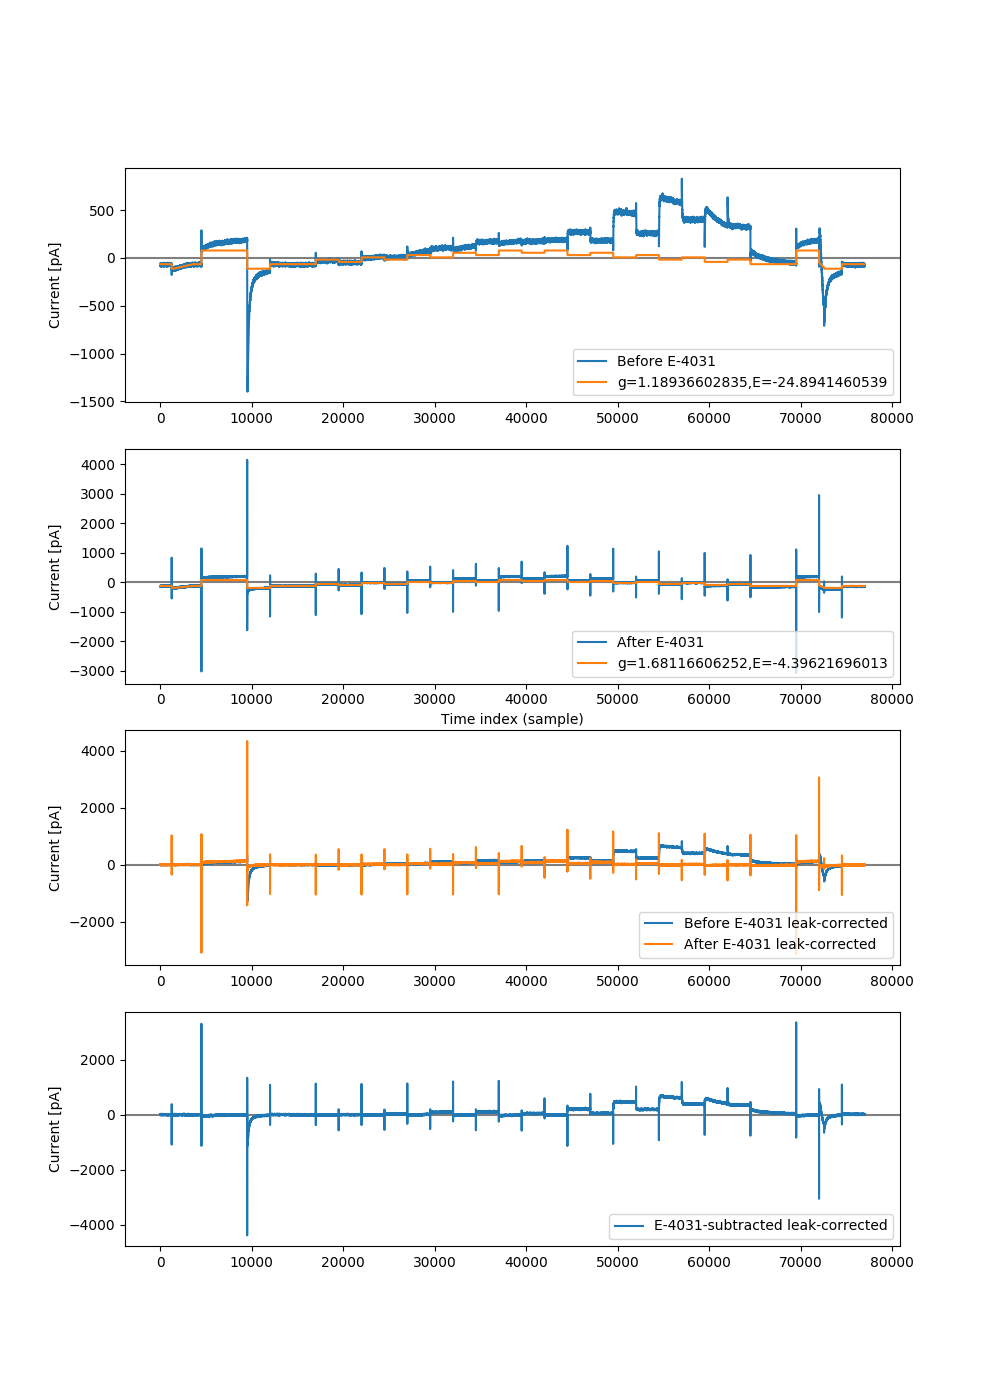 500
0
−500
−1000
−1500
Current [pA]
Before E-4031
g=1.18936602835,E=-24.8941460539
0 10000 20000 30000 40000 50000 60000 70000 80000
4000
3000
2000
1000
0
−1000
−2000
−3000
Current [pA]
After E-4031
g=1.68116606252,E=-4.39621696013
0 10000 20000 30000 40000 50000 60000 70000 80000
Time index (sample)
4000
2000
0
−2000
Current [pA]
Before E-4031 leak-corrected
After E-4031 leak-corrected
0 10000 20000 30000 40000 50000 60000 70000 80000
2000
0
−2000
−4000
Current [pA]
E-4031-subtracted leak-corrected
0 10000 20000 30000 40000 50000 60000 70000 80000